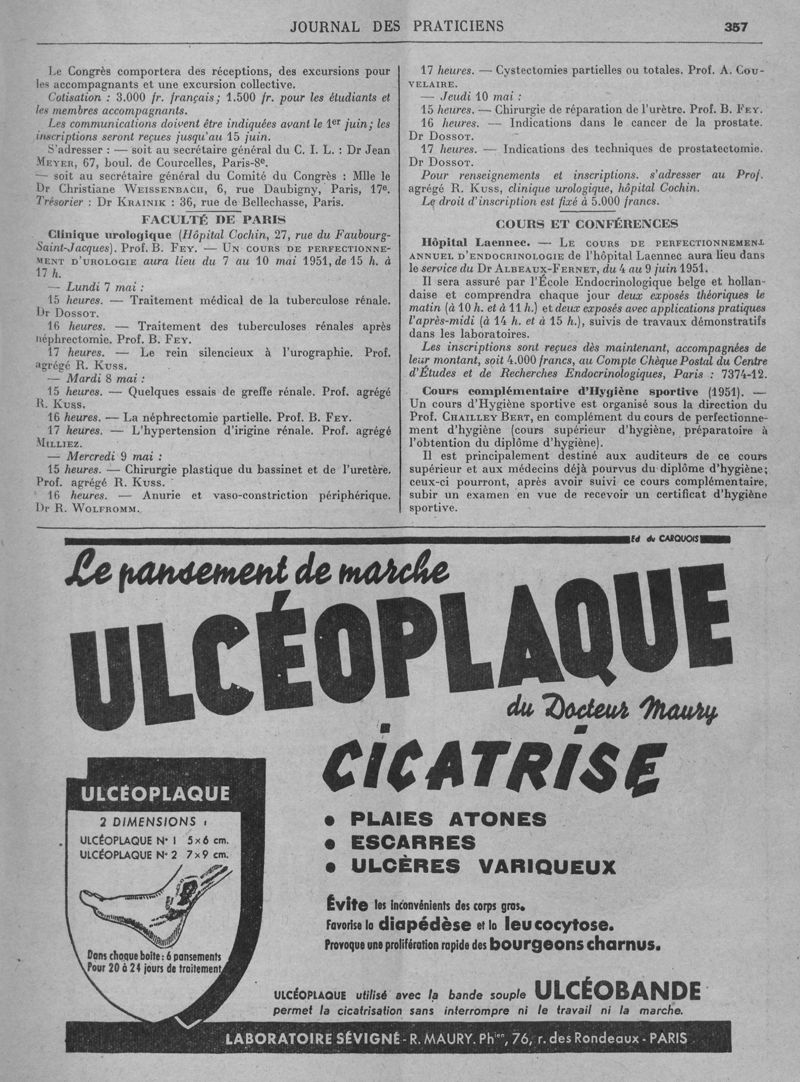 JOURNAL DES PRATICIENS 357
Le Congrès comportera des réceptions, des excursions pour
les accompagnants et une excursion collective.
Cotisation : 3.000 fr. français; 1.500 fr. pour les étudiants et
les membres accompagnants.
Les communications doivent être indiquées avant le 1er juin; les
inscriptions seront reçues jusqu'au 15 juin.
S'adresser : — soit au secrétaire général du C. I. L. : Dr Jean
MEYER, 67, boul. de Courcelles, Paris-8e.
— soit au secrétaire général du Comité du Congrès : Mlle le
Dr Christiane WEISSENBACH, 6, rue Daubigny, Paris, 17e.
Trésorier : Dr KRAINIK : 36, rue de Bellechasse, Paris.
FACULTÉ DE PARIS
Clinique urologique (Hôpital Cochin, 27, rue du Faubourg-
Saint-Jacques). Prof. B. FEY. — UN COURS DE PERFECTIONNE-
MENT D'UROLOGIE aura lieu du 7 au 10 mai 1951, de 15 h. à
17 h.
— Lundi 7 mai :
15 heures. — Traitement médical de la tuberculose rénale.
Dr DOSSOT.
16 heures. — Traitement des tuberculoses rénales après
néphrectomie. Prof. B. FEY.
17 heures. — Le rein silencieux à l'urographie. Prof.
agrégé R. KUSS.
— Mardi 8 mai :
15 heures. — Quelques essais de greffe rénale. Prof. agrégé
R. KUSS.
16 heures. — La néphrectomie partielle. Prof. B. FEY.
17 heures. — L'hypertension d'irigine rénale. Prof. agrégé
MILLIEZ.
— Mercredi 9 mai :
15 heures. — Chirurgie plastique du bassinet et de l'uretère.
Prof. agrégé R. KUSS.
16 heures. — Anurie et vaso-constriction périphérique.
Dr R. WOLFROMM.
17 heures. — Cystectomies partielles ou totales. Prof. A. COU-
VELAIRE.
— Jeudi 10 mai :
15 heures. — Chirurgie de réparation de l'urètre. Prof. B. FEY.
16 heures. — Indications dans le cancer de la prostate.
Dr DOSSOT.
17 heures. — Indications des techniques de prostatectomie.
Dr DOSSOT.
Pour renseignements et inscriptions. s'adresser au Prof.
agrégé R. KUSS, clinique urologique, hôpital Cochin.
Le droit d'inscription est fixé à 5.000 francs.
COURS ET CONFÉRENCES
Hôpital Laennec. — LE COURS DE PERFECTIONNEMENT
ANNUEL D'ENDOCRINOLOGIE de l'hôpital Laennec aura lieu dans
le service du Dr ALBEAUX-FERNET, du 4 au 9 juin 1951.
Il sera assuré par l'École Endocrinologique belge et hollan-
daise et comprendra chaque jour deux exposés théoriques le
matin (à 10 h. et à 11 h.) et deux exposés avec applications pratiques
l'après-midi (à 14 h. et à 15 h.), suivis de travaux démonstratifs
dans les laboratoires.
Les inscriptions sont reçues dès maintenant, accompagnées de
leur montant, soit 4.000 francs, au Compte Chèque Postal du Centre
d'Études et de Recherches Endocrinologiques, Paris : 7374-12.
Cours complémentaire d'Hygiène sportive (1951). —
Un cours d'Hygiène sportive est organisé sous la direction du
Prof. CHAILLEY BERT, en complément du cours de perfectionne-
ment d'hygiène (cours supérieur d'hygiène, préparatoire à
l'obtention du diplôme d'hygiène).
Il est principalement destiné aux auditeurs de ce cours
supérieur et aux médecins déjà pourvus du diplôme d'hygiène;
ceux-ci pourront, après avoir suivi ce cours complémentaire,
subir un examen en vue de recevoir un certificat d'hygiène
sportive.
Ed du CARQUOIS
Le pansement de marche
ULCÉOPLAQUE
du Docteur Maury
CICATRISE
• PLAIES ATONES
• ESCARRES
• ULCÈRES VARIQUEUX
Évite les inconvénients des corps gras.
Favorise la diapédèse et la leucocytose.
Provoque une prolifération rapide des bourgeons charnus.
ULCÉOPLAQUE
2 DIMENSIONS :
ULCÉOPLAQUE N° 1 5×6 cm.
ULCÉOPLAQUE N° 2 7×9 cm.
Dans chaque boîte : 6 pansements
Pour 20 à 24 jours de traitement
ULCÉOPLAQUE utilisé avec la bande souple ULCÉOBANDE
permet la cicatrisation sans interrompre ni le travail ni la marche.
LABORATOIRE SÉVIGNÉ - R. MAURY. Phien, 76, r. des Rondeaux - PARIS